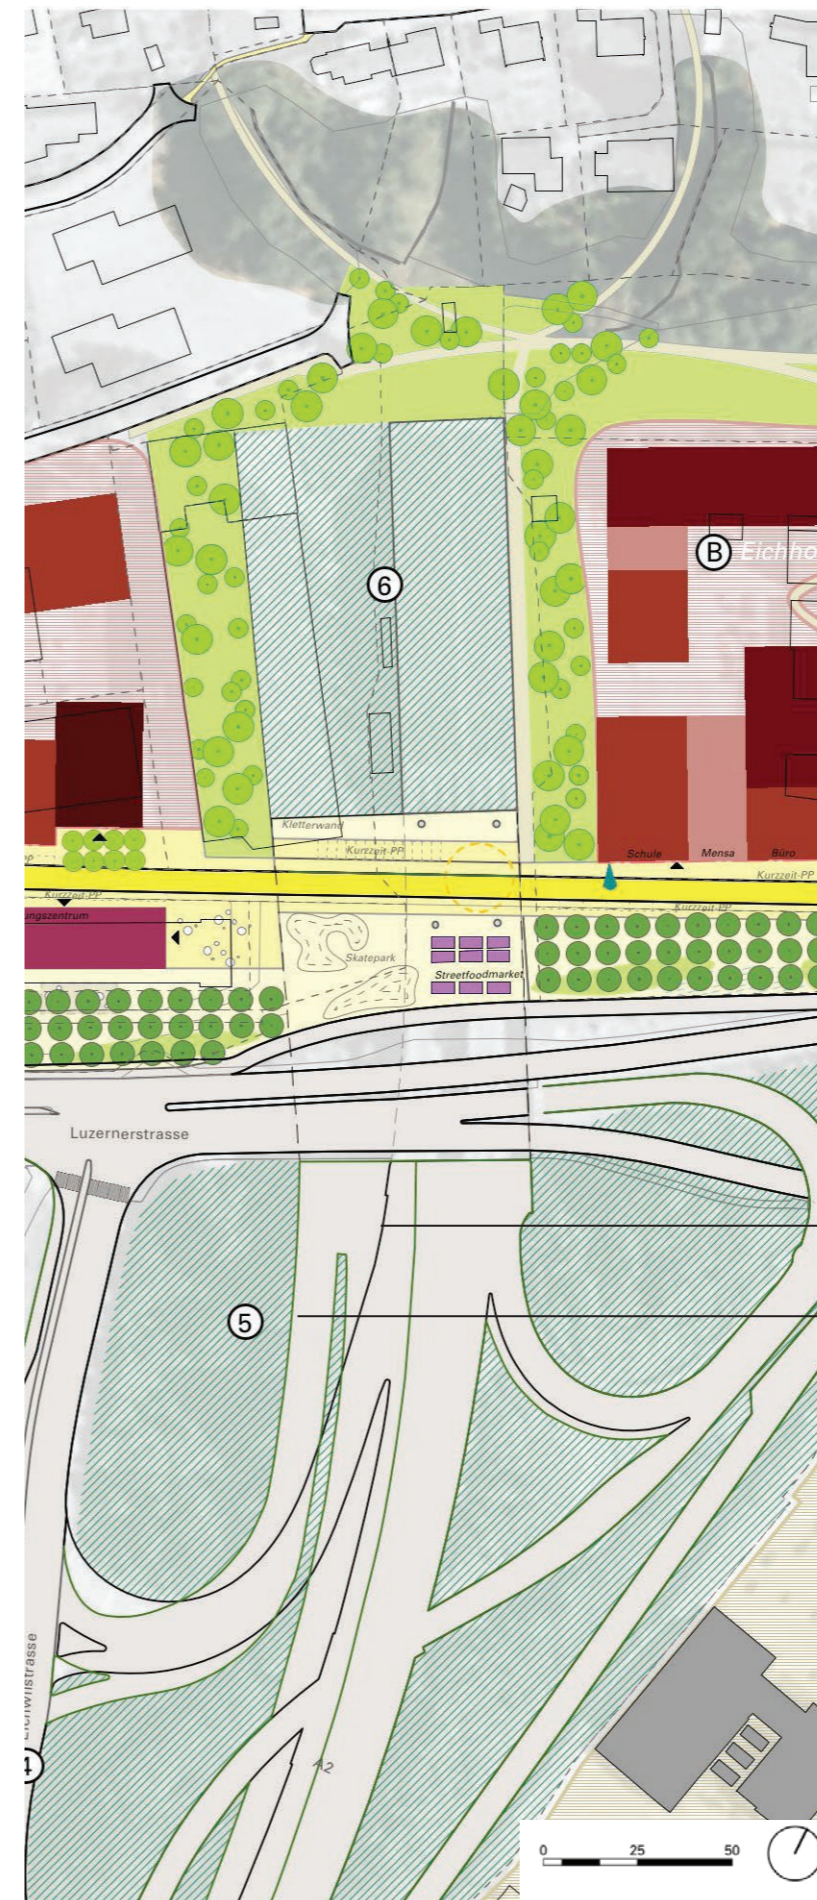 6
B
Eichho
Kletterwand
Kurzzeit-PP
Schule
Mensa
Büro
Kurzzeit-PP
Kurzzeit-PP
Kurzzeit-PP
ungszentrum
Skatepark
Streetfoodmarket
Luzernerstrasse
5
Eichwilstrasse
4
A2
0
25
50